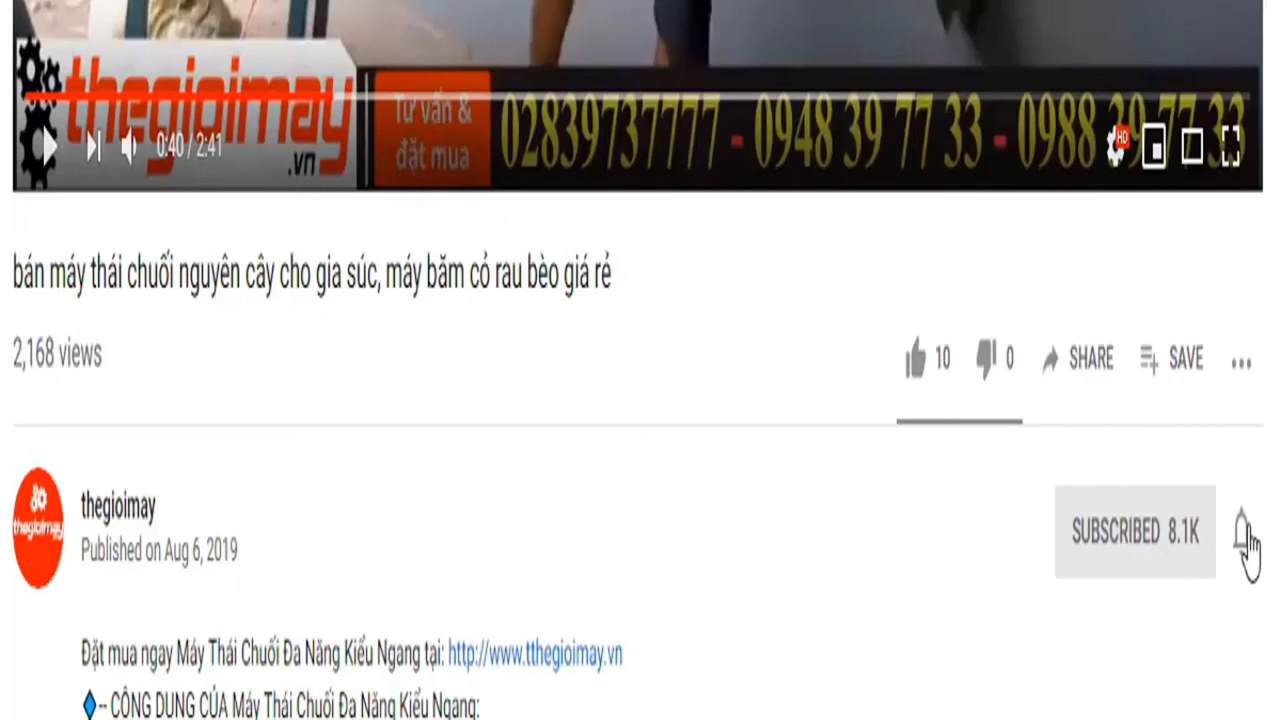 thegioimay
.vn
Tư vấn &
đặt mua
02839737777 - 0948 39 77 33 - 0988 39 77 33
HD
0:40 / 2:41
bán máy thái chuối nguyên cây cho gia súc, máy băm cỏ rau bèo giá rẻ
2,168 views
10 0 SHARE SAVE ...
thegioimay
thegioimay
Published on Aug 6, 2019
SUBSCRIBED 8.1K
Đặt mua ngay Máy Thái Chuối Đa Năng Kiểu Ngang tại: http://www.tthegioimay.vn
-- CÔNG DỤNG CỦA Máy Thái Chuối Đa Năng Kiểu Ngang: